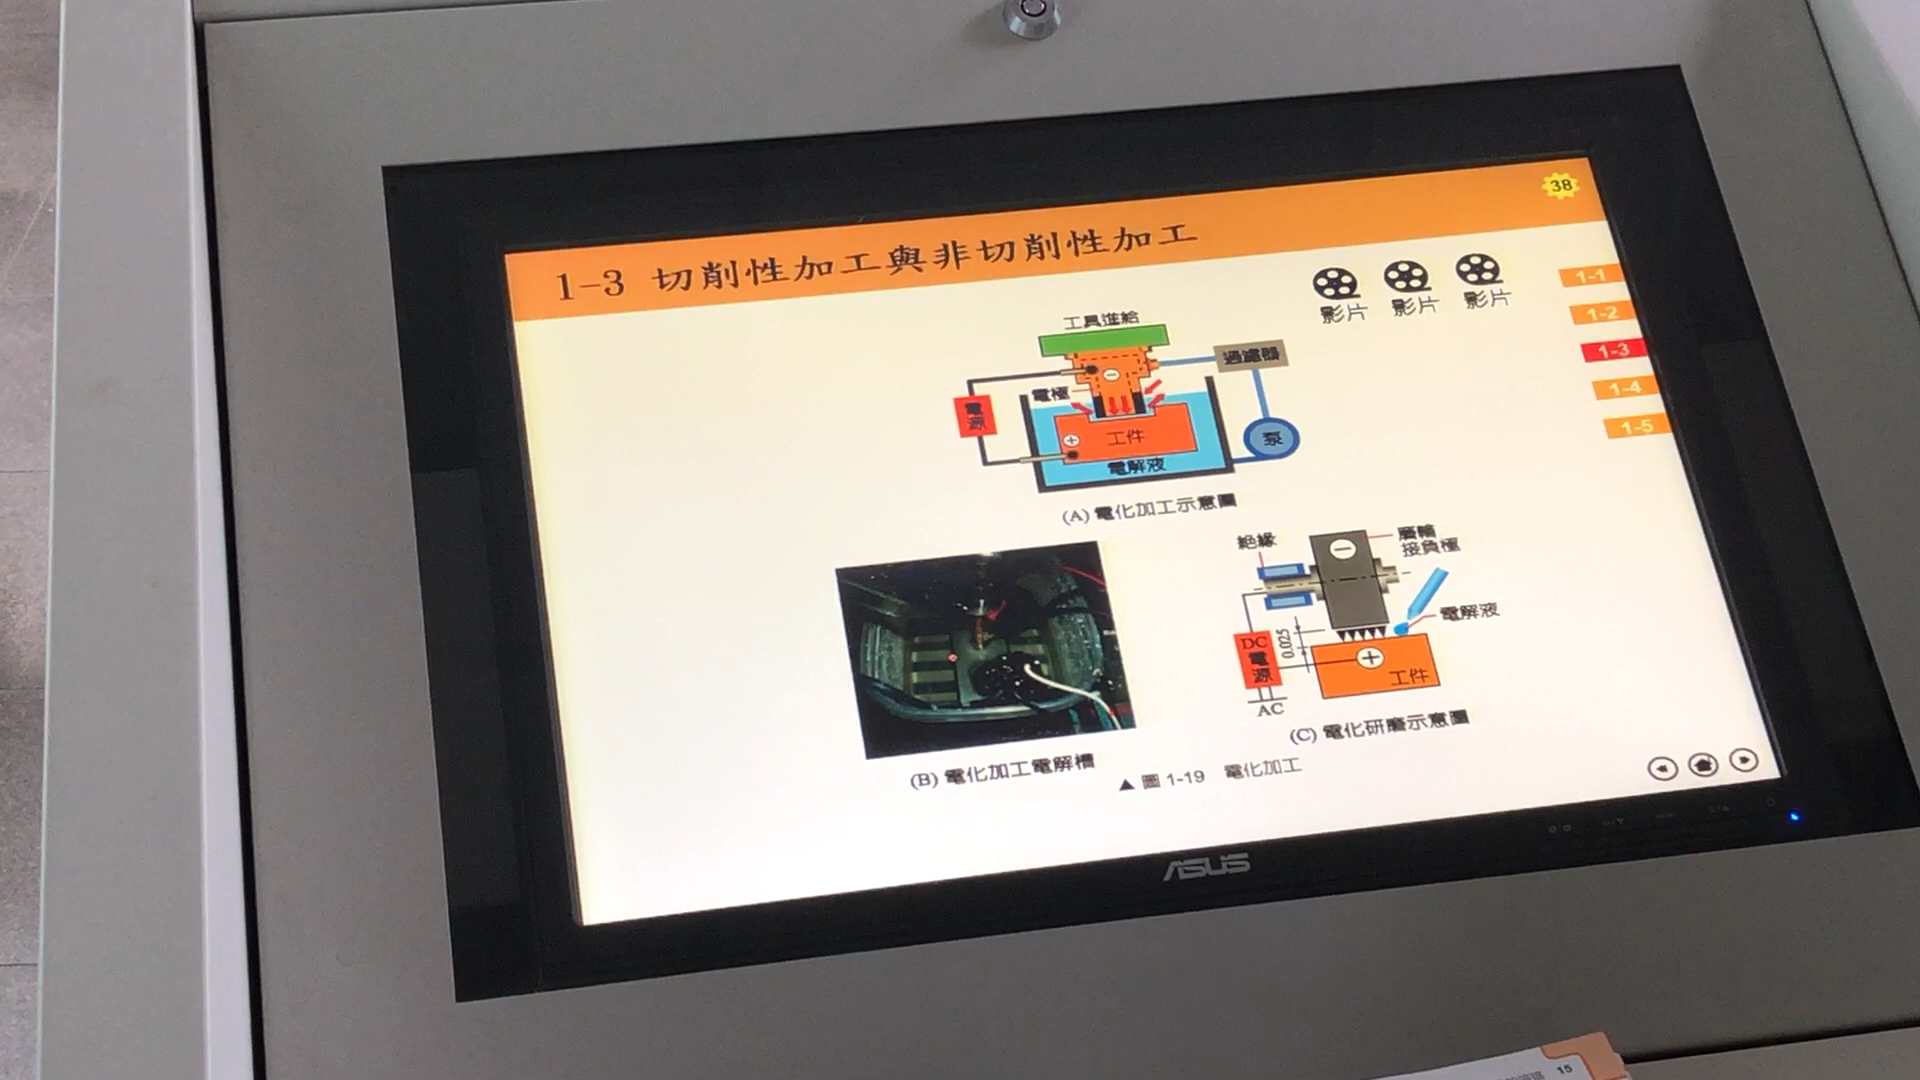 38
1-3 切削性加工與非切削性加工
影片 影片 影片
1-1
1-2
1-3
1-4
1-5
工具進給
過濾器
電極
電源
工件
泵
電解液
(A) 電化加工示意圖
絕緣
磨輪
接負極
電解液
DC
電源
0.025
工件
AC
(C) 電化研磨示意圖
(B) 電化加工電解槽
▲ 圖 1-19 電化加工
ASUS
15